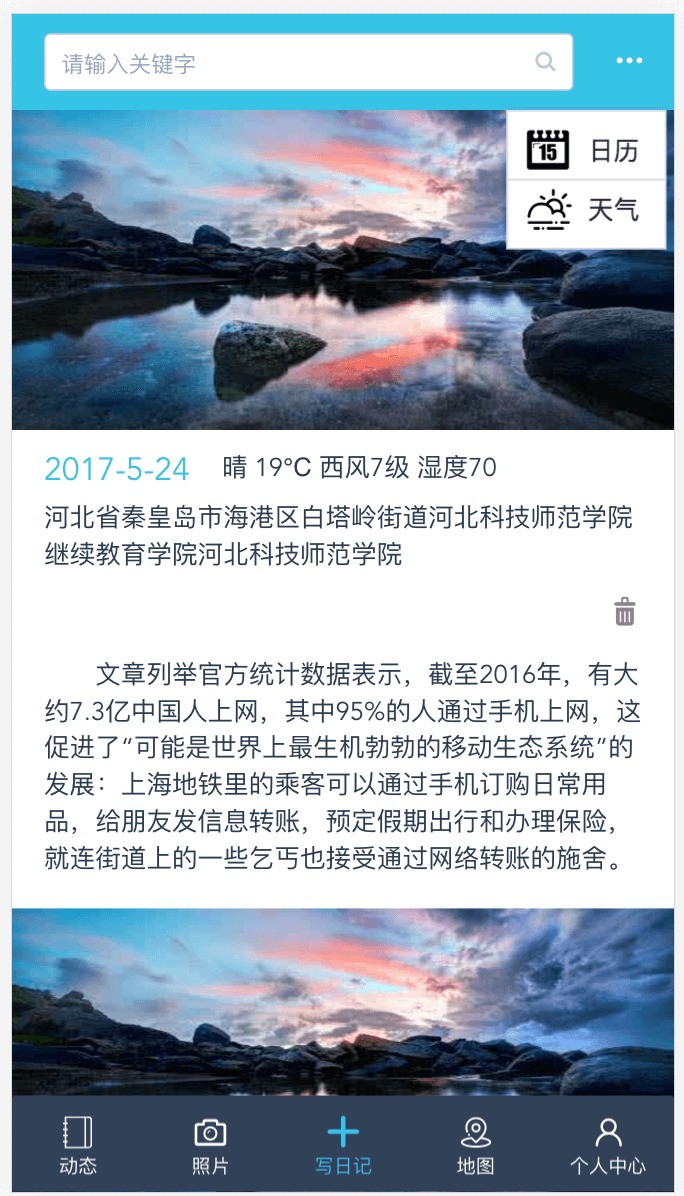 请输入关键字
15 日历
天气
2017-5-24 晴 19℃ 西风7级 湿度70
河北省秦皇岛市海港区白塔岭街道河北科技师范学院
继续教育学院河北科技师范学院
文章列举官方统计数据表示，截至2016年，有大
约7.3亿中国人上网，其中95%的人通过手机上网，这
促进了“可能是世界上最生机勃勃的移动生态系统”的
发展：上海地铁里的乘客可以通过手机订购日常用
品，给朋友发信息转账，预定假期出行和办理保险，
就连街道上的一些乞丐也接受通过网络转账的施舍。
动态 照片 写日记 地图 个人中心